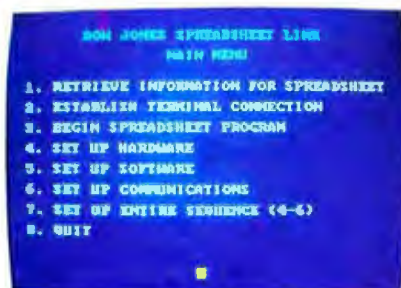 DOW JONES SPREADSHEET LINK
MAIN MENU
1. RETRIEVE INFORMATION FOR SPREADSHEET
2. ESTABLISH TERMINAL CONNECTION
3. BEGIN SPREADSHEET PROGRAM
4. SET UP HARDWARE
5. SET UP SOFTWARE
6. SET UP COMMUNICATIONS
7. SET UP ENTIRE SEQUENCE (4-6)
8. QUIT